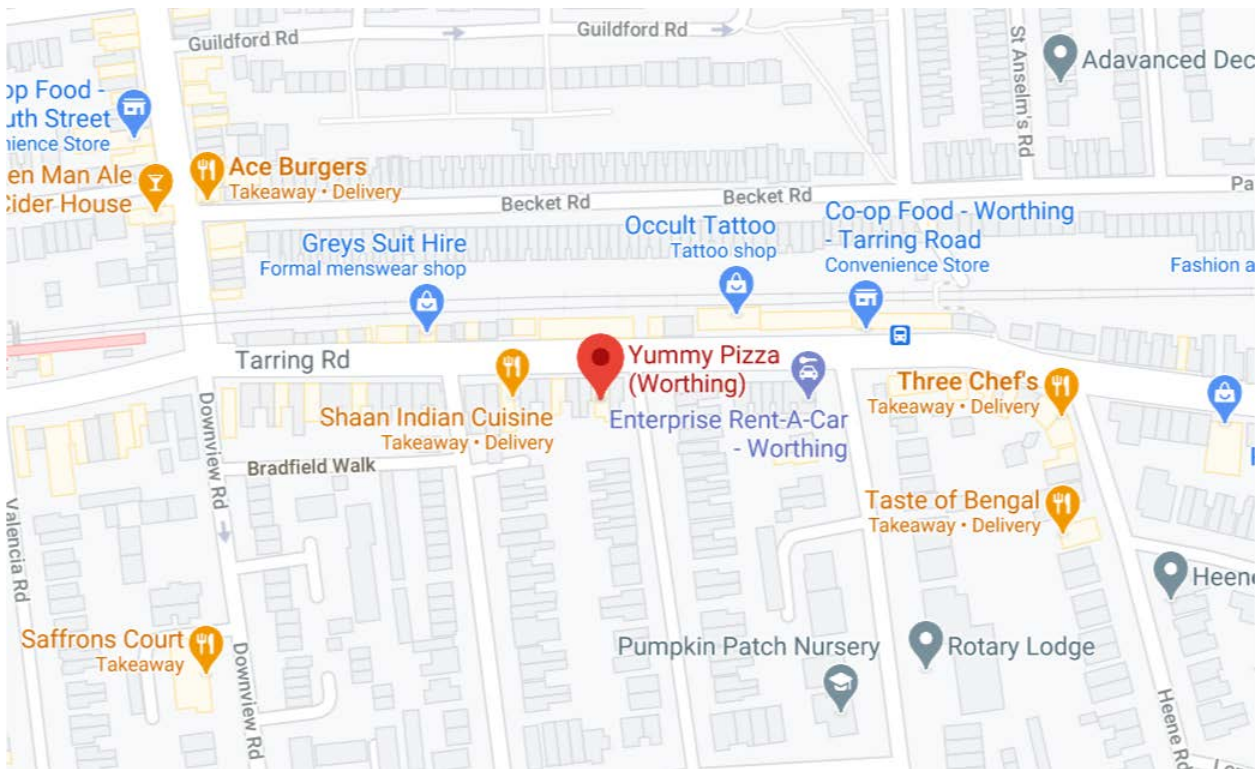 Guildford Rd
Guildford Rd
St Anselm's Rd
Adavanced Dec
op Food -
uth Street
nience Store
en Man Ale
Cider House
Ace Burgers
Takeaway • Delivery
Becket Rd
Becket Rd
Pa
Greys Suit Hire
Formal menswear shop
Occult Tattoo
Tattoo shop
Co-op Food - Worthing
- Tarring Road
Convenience Store
Fashion a
Tarring Rd
Yummy Pizza
(Worthing)
Shaan Indian Cuisine
Takeaway • Delivery
Enterprise Rent-A-Car
- Worthing
Three Chef's
Takeaway • Delivery
Downview Rd
Bradfield Walk
Valencia Rd
Taste of Bengal
Takeaway • Delivery
Heene
Saffrons Court
Takeaway
Downview Rd
Pumpkin Patch Nursery
Rotary Lodge
Heene Rd